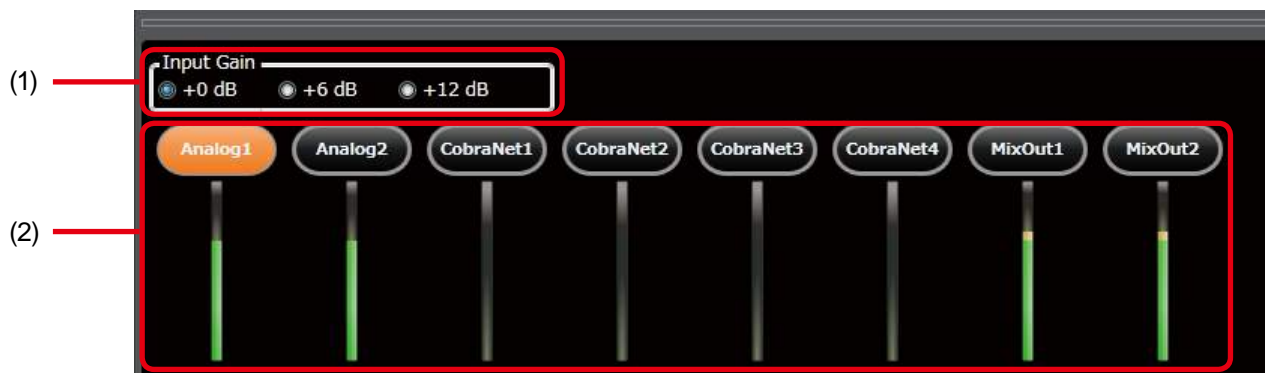 (1)
Input Gain
+0 dB +6 dB +12 dB
Analog1 Analog2 CobraNet1 CobraNet2 CobraNet3 CobraNet4 MixOut1 MixOut2
(2)